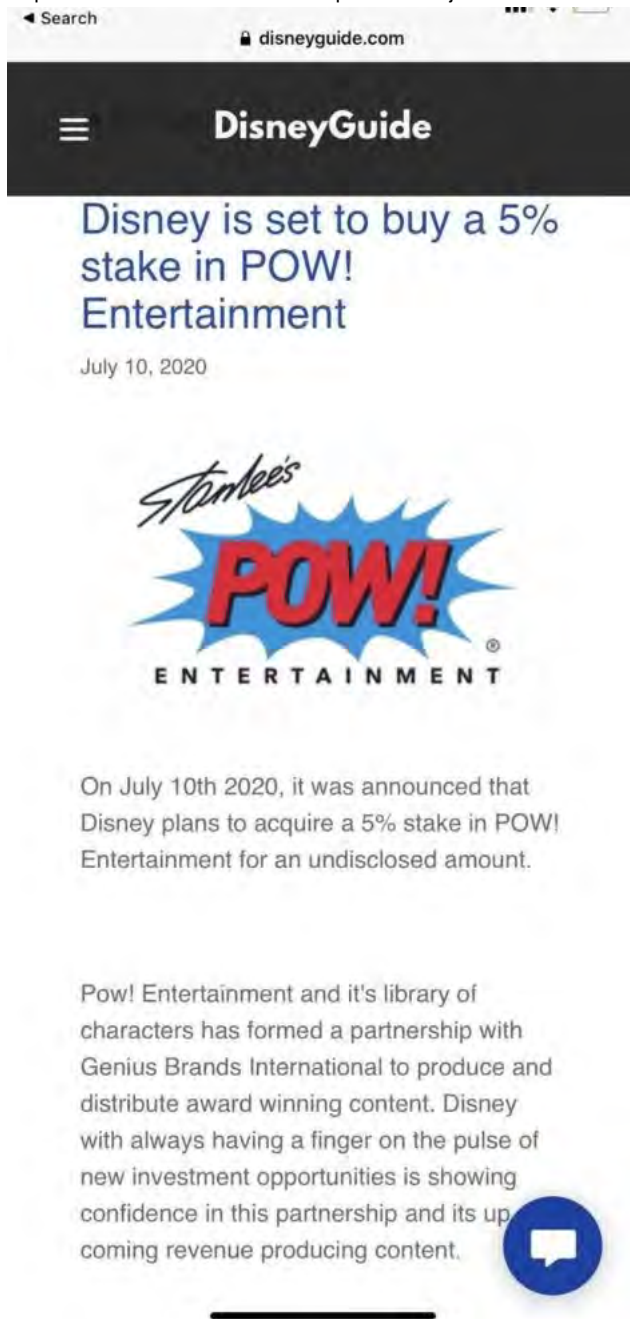 Search
disneyguide.com
DisneyGuide
Disney is set to buy a 5%
stake in POW!
Entertainment
July 10, 2020
Stan Lee's
POW!
®
ENTERTAINMENT
On July 10th 2020, it was announced that
Disney plans to acquire a 5% stake in POW!
Entertainment for an undisclosed amount.
Pow! Entertainment and it's library of
characters has formed a partnership with
Genius Brands International to produce and
distribute award winning content. Disney
with always having a finger on the pulse of
new investment opportunities is showing
confidence in this partnership and its up
coming revenue producing content.